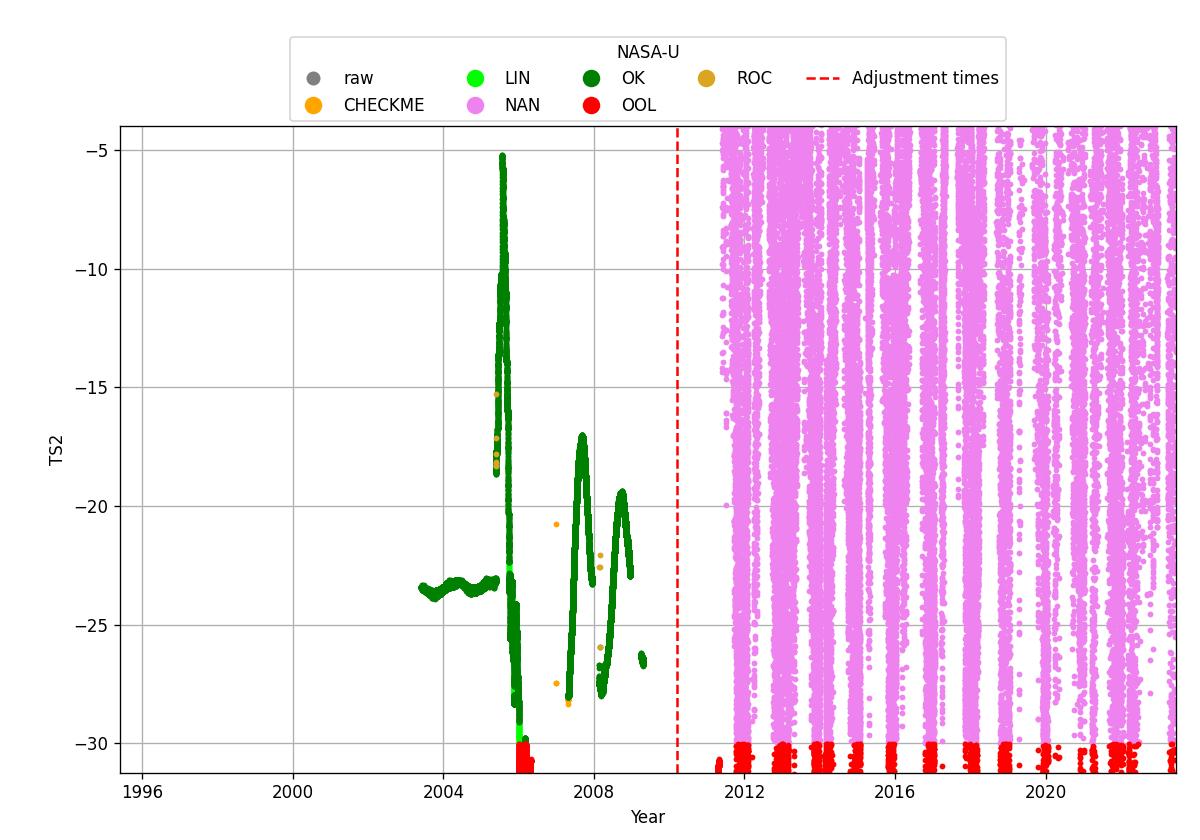 NASA-U
raw LIN OK ROC Adjustment times
CHECKME NAN OOL
−5
−10
−15
−20
−25
−30
TS2
1996 2000 2004 2008 2012 2016 2020
Year